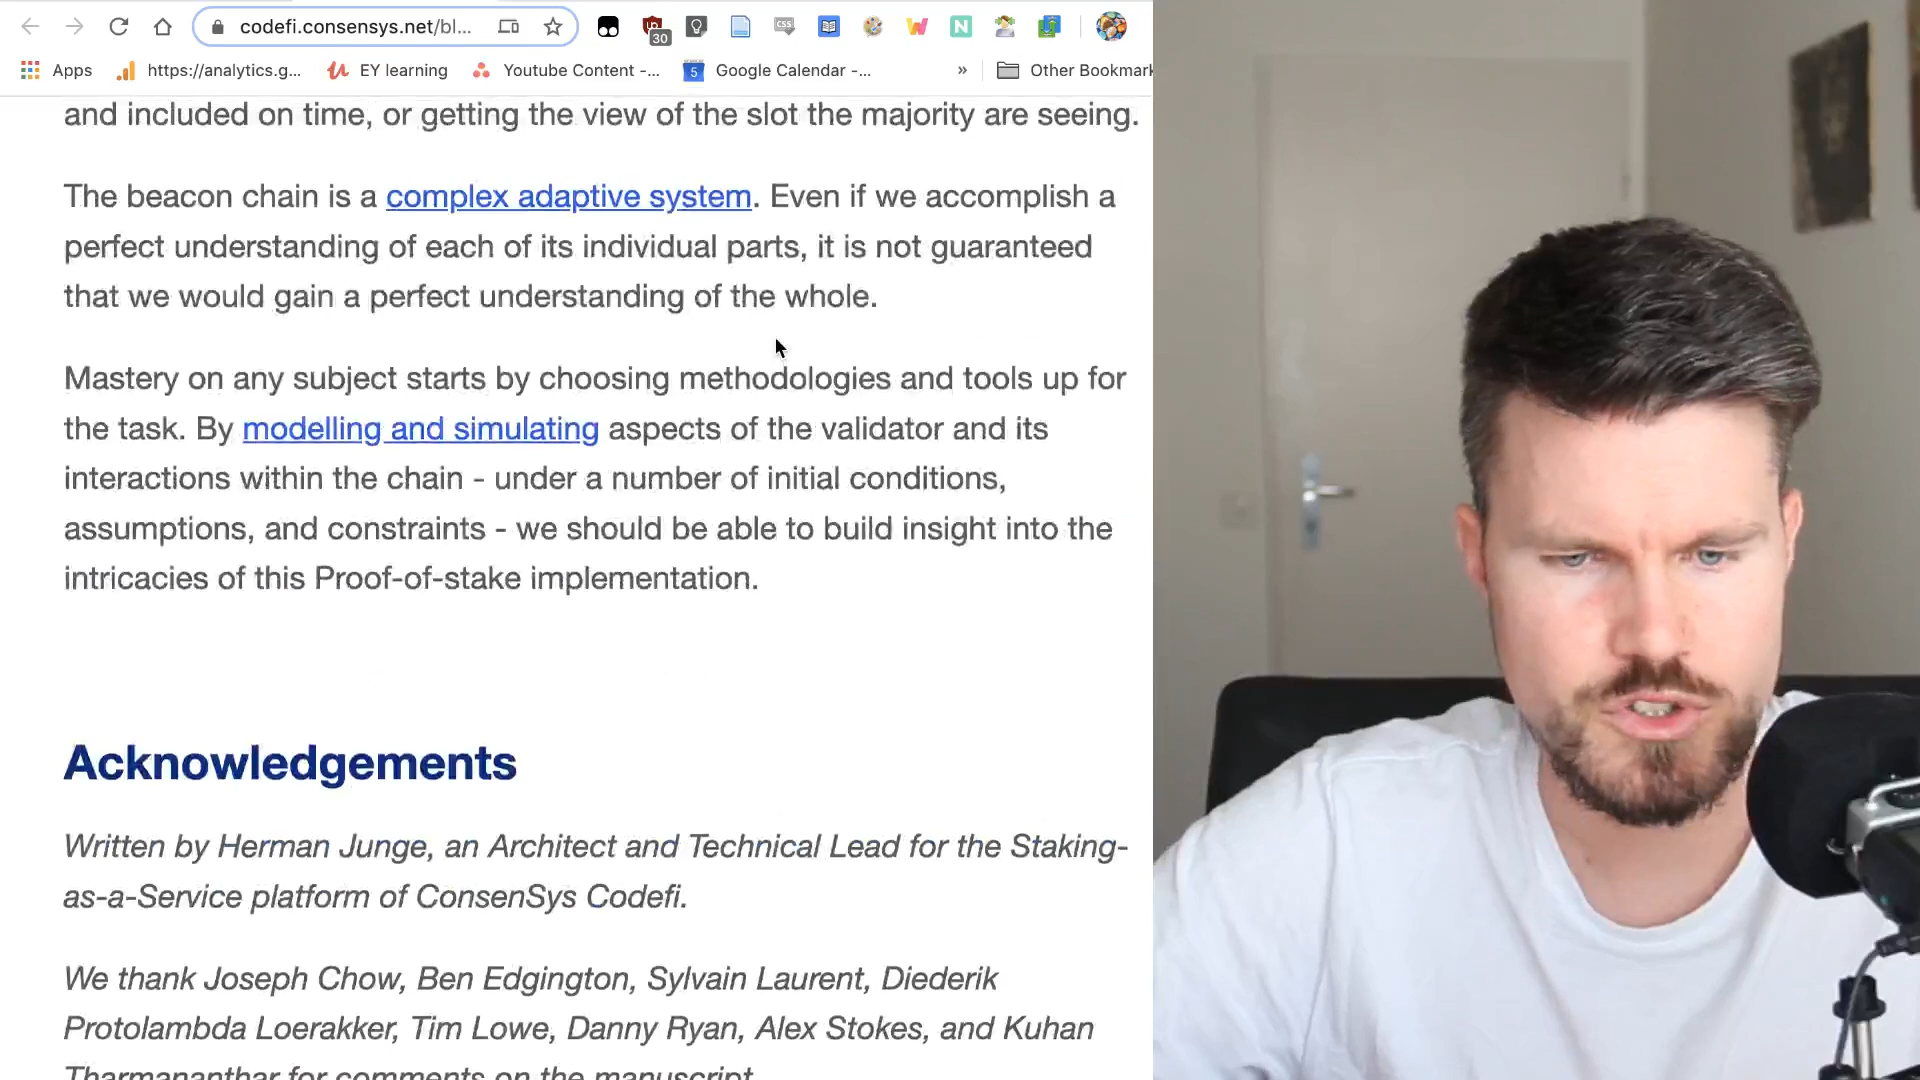 codefi.consensys.net/bl...
30
CSS
W
N
Apps
https://analytics.g...
EY learning
Youtube Content -...
5
Google Calendar -...
»
Other Bookmark
and included on time, or getting the view of the slot the majority are seeing.
The beacon chain is a complex adaptive system. Even if we accomplish a
perfect understanding of each of its individual parts, it is not guaranteed
that we would gain a perfect understanding of the whole.
Mastery on any subject starts by choosing methodologies and tools up for
the task. By modelling and simulating aspects of the validator and its
interactions within the chain - under a number of initial conditions,
assumptions, and constraints - we should be able to build insight into the
intricacies of this Proof-of-stake implementation.
Acknowledgements
Written by Herman Junge, an Architect and Technical Lead for the Staking-
as-a-Service platform of ConsenSys Codefi.
We thank Joseph Chow, Ben Edgington, Sylvain Laurent, Diederik
Protolambda Loerakker, Tim Lowe, Danny Ryan, Alex Stokes, and Kuhan
Tharmananthar for comments on the manuscript